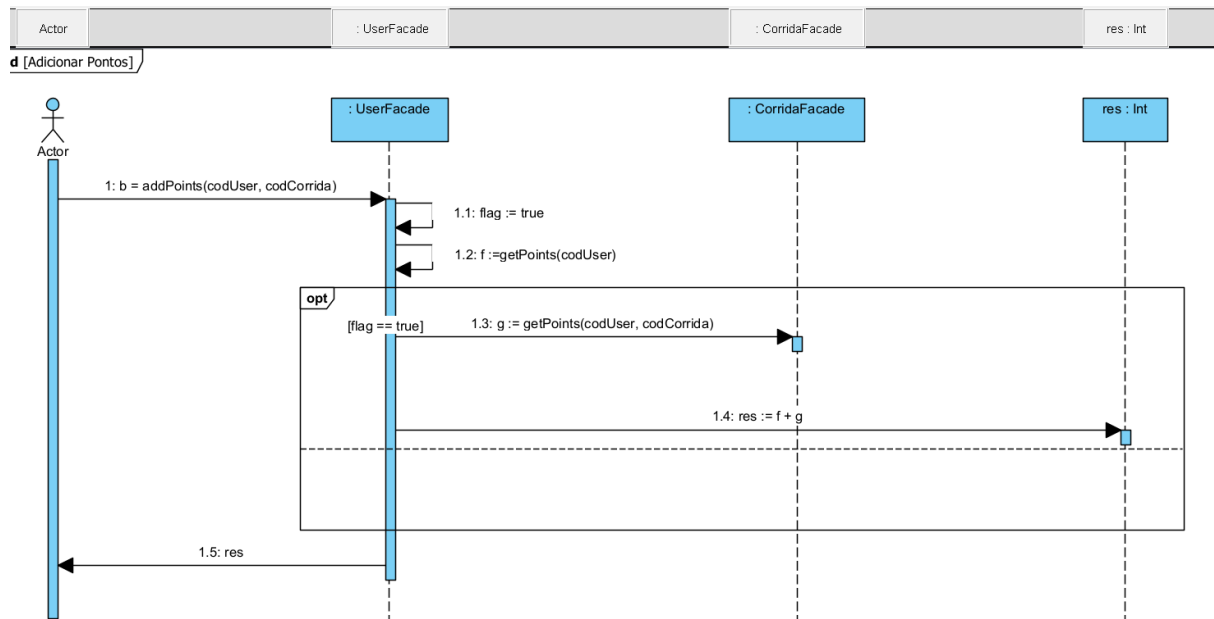 Actor
: UserFacade
: CorridaFacade
res : Int
d [Adicionar Pontos]
: UserFacade
: CorridaFacade
res : Int
Actor
1: b = addPoints(codUser, codCorrida)
1.1: flag := true
1.2: f :=getPoints(codUser)
opt
[flag == true]
1.3: g := getPoints(codUser, codCorrida)
1.4: res := f + g
1.5: res